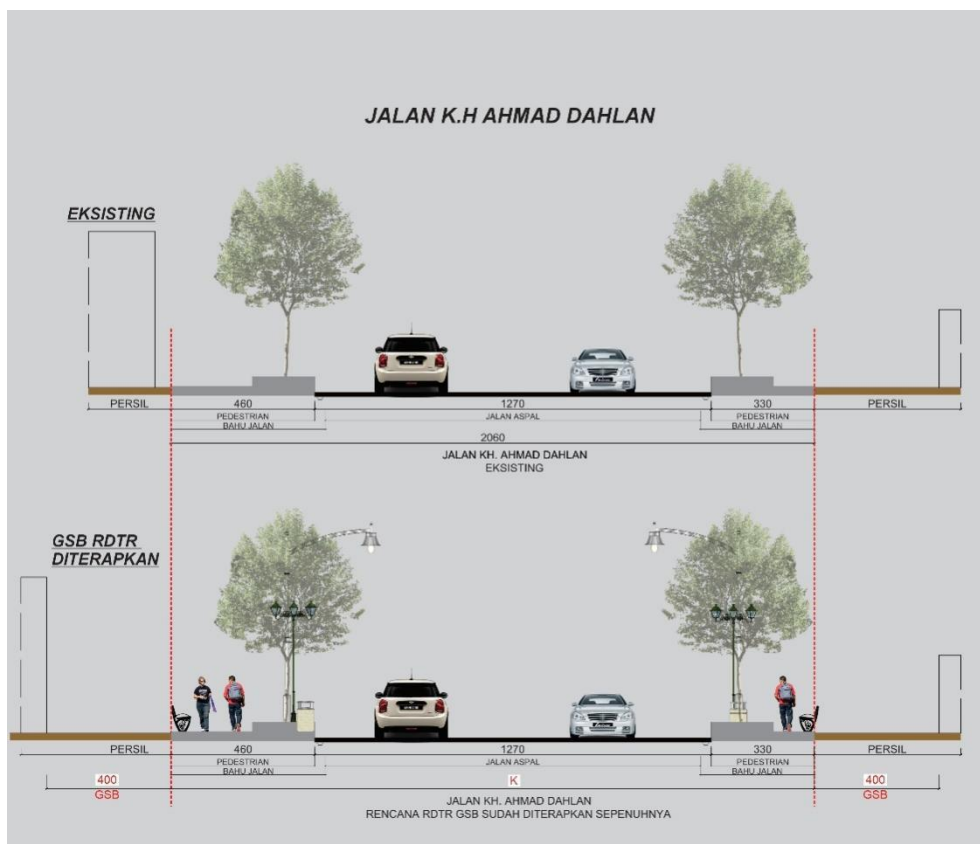 JALAN K.H AHMAD DAHLAN
EKSISTING
PERSIL 460 1270 330 PERSIL
PEDESTRIAN JALAN ASPAL PEDESTRIAN
BAHU JALAN BAHU JALAN
2060
JALAN KH. AHMAD DAHLAN
EKSISTING
GSB RDTR
DITERAPKAN
PERSIL 460 1270 330 PERSIL
PEDESTRIAN JALAN ASPAL PEDESTRIAN
BAHU JALAN BAHU JALAN
400 K 400
GSB GSB
JALAN KH. AHMAD DAHLAN
RENCANA RDTR GSB SUDAH DITERAPKAN SEPENUHNYA